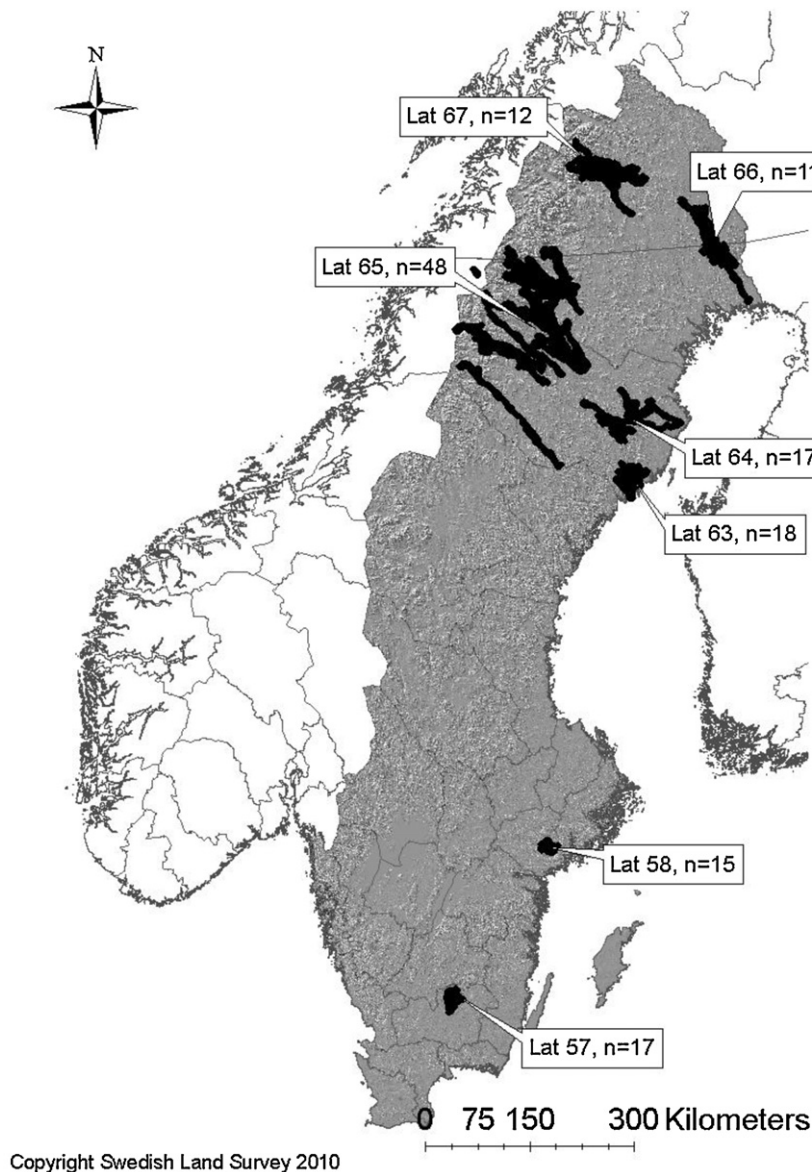 N
Lat 67, n=12
Lat 66, n=11
Lat 65, n=48
Lat 64, n=17
Lat 63, n=18
Lat 58, n=15
Lat 57, n=17
0 75 150 300 Kilometers
Copyright Swedish Land Survey 2010